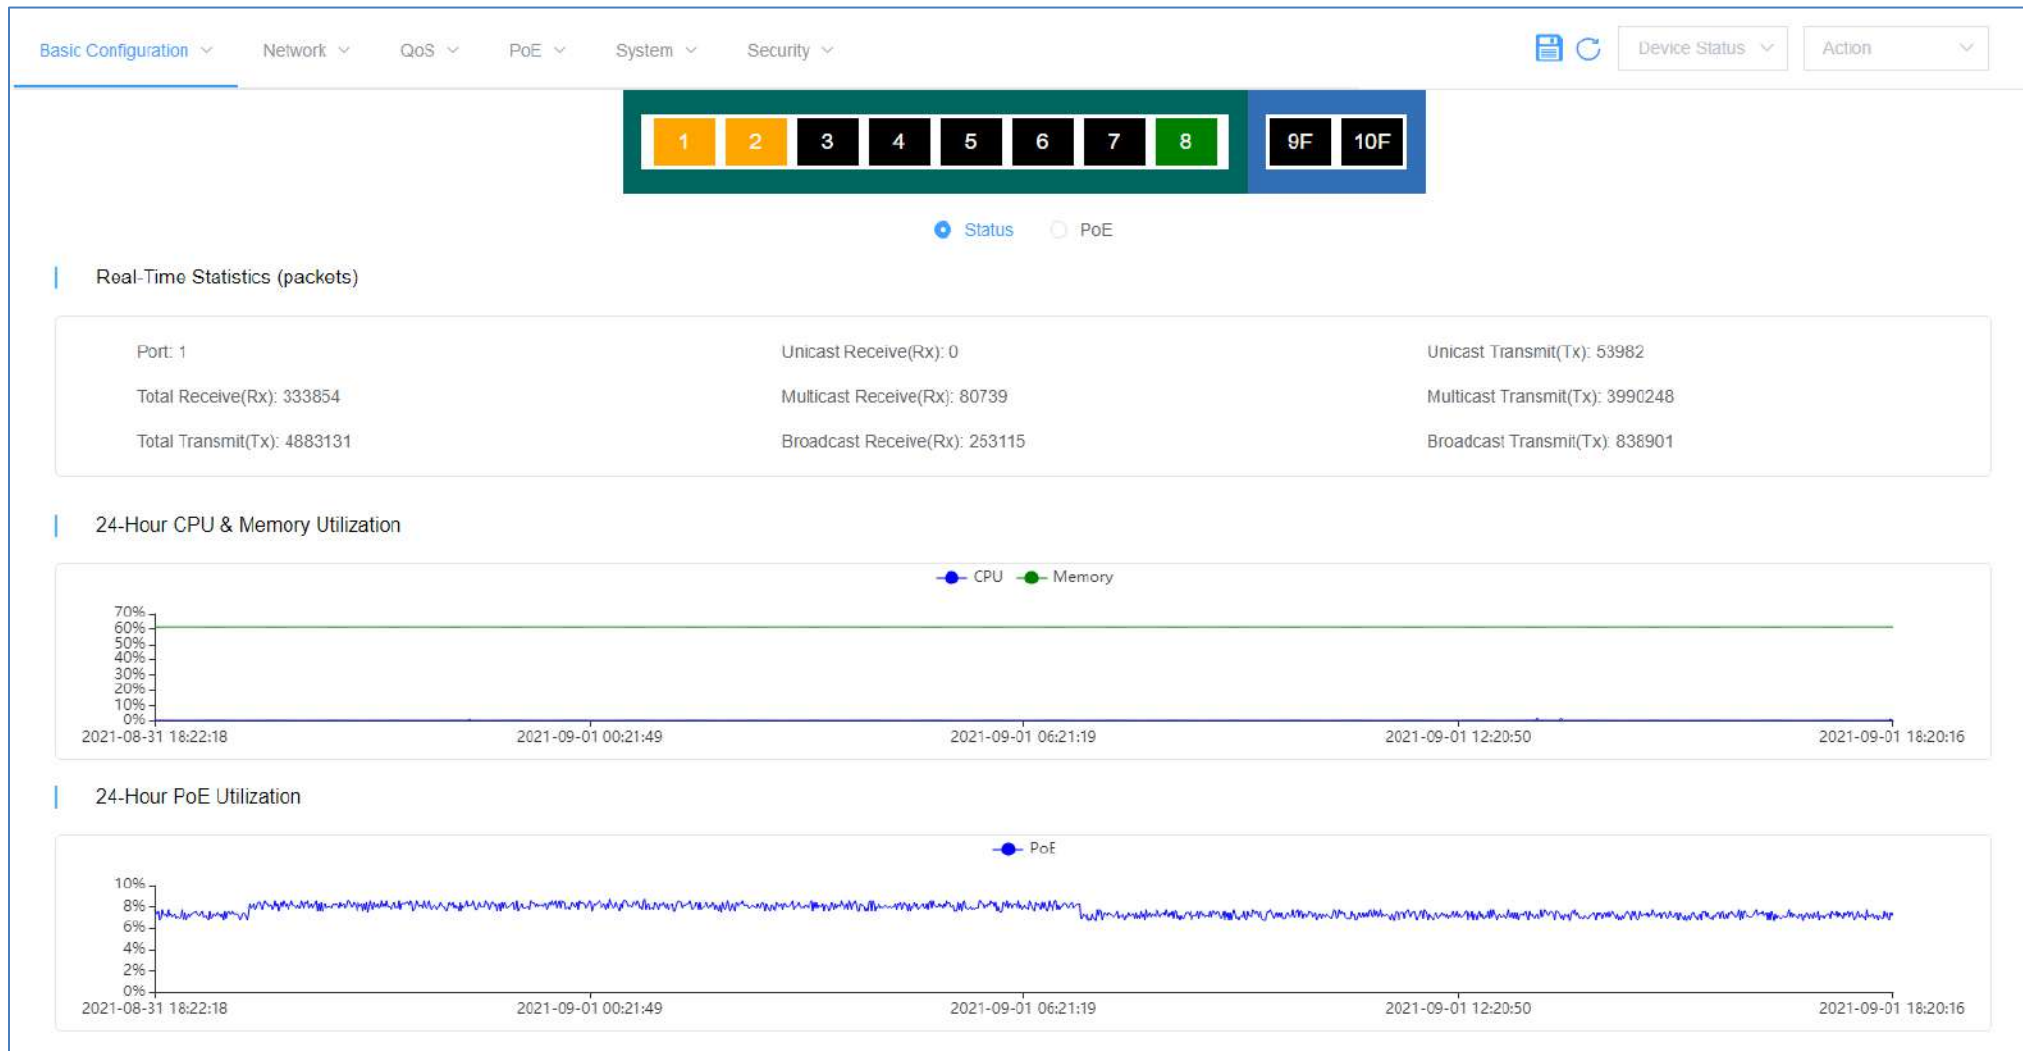 Basic Configuration Network QoS PoE System Security Device Status Action
1 2 3 4 5 6 7 8 9F 10F
Status PoE
Real-Time Statistics (packets)
Port: 1 Unicast Receive(Rx): 0 Unicast Transmit(Tx): 53982
Total Receive(Rx): 333854 Multicast Receive(Rx): 80739 Multicast Transmit(Tx): 3990248
Total Transmit(Tx): 4883131 Broadcast Receive(Rx): 253115 Broadcast Transmit(Tx): 838901
24-Hour CPU & Memory Utilization
CPU Memory
70%
60%
50%
40%
30%
20%
10%
0%
2021-08-31 18:22:18 2021-09-01 00:21:49 2021-09-01 06:21:19 2021-09-01 12:20:50 2021-09-01 18:20:16
24-Hour PoE Utilization
PoE
10%
8%
6%
4%
2%
0%
2021-08-31 18:22:18 2021-09-01 00:21:49 2021-09-01 06:21:19 2021-09-01 12:20:50 2021-09-01 18:20:16